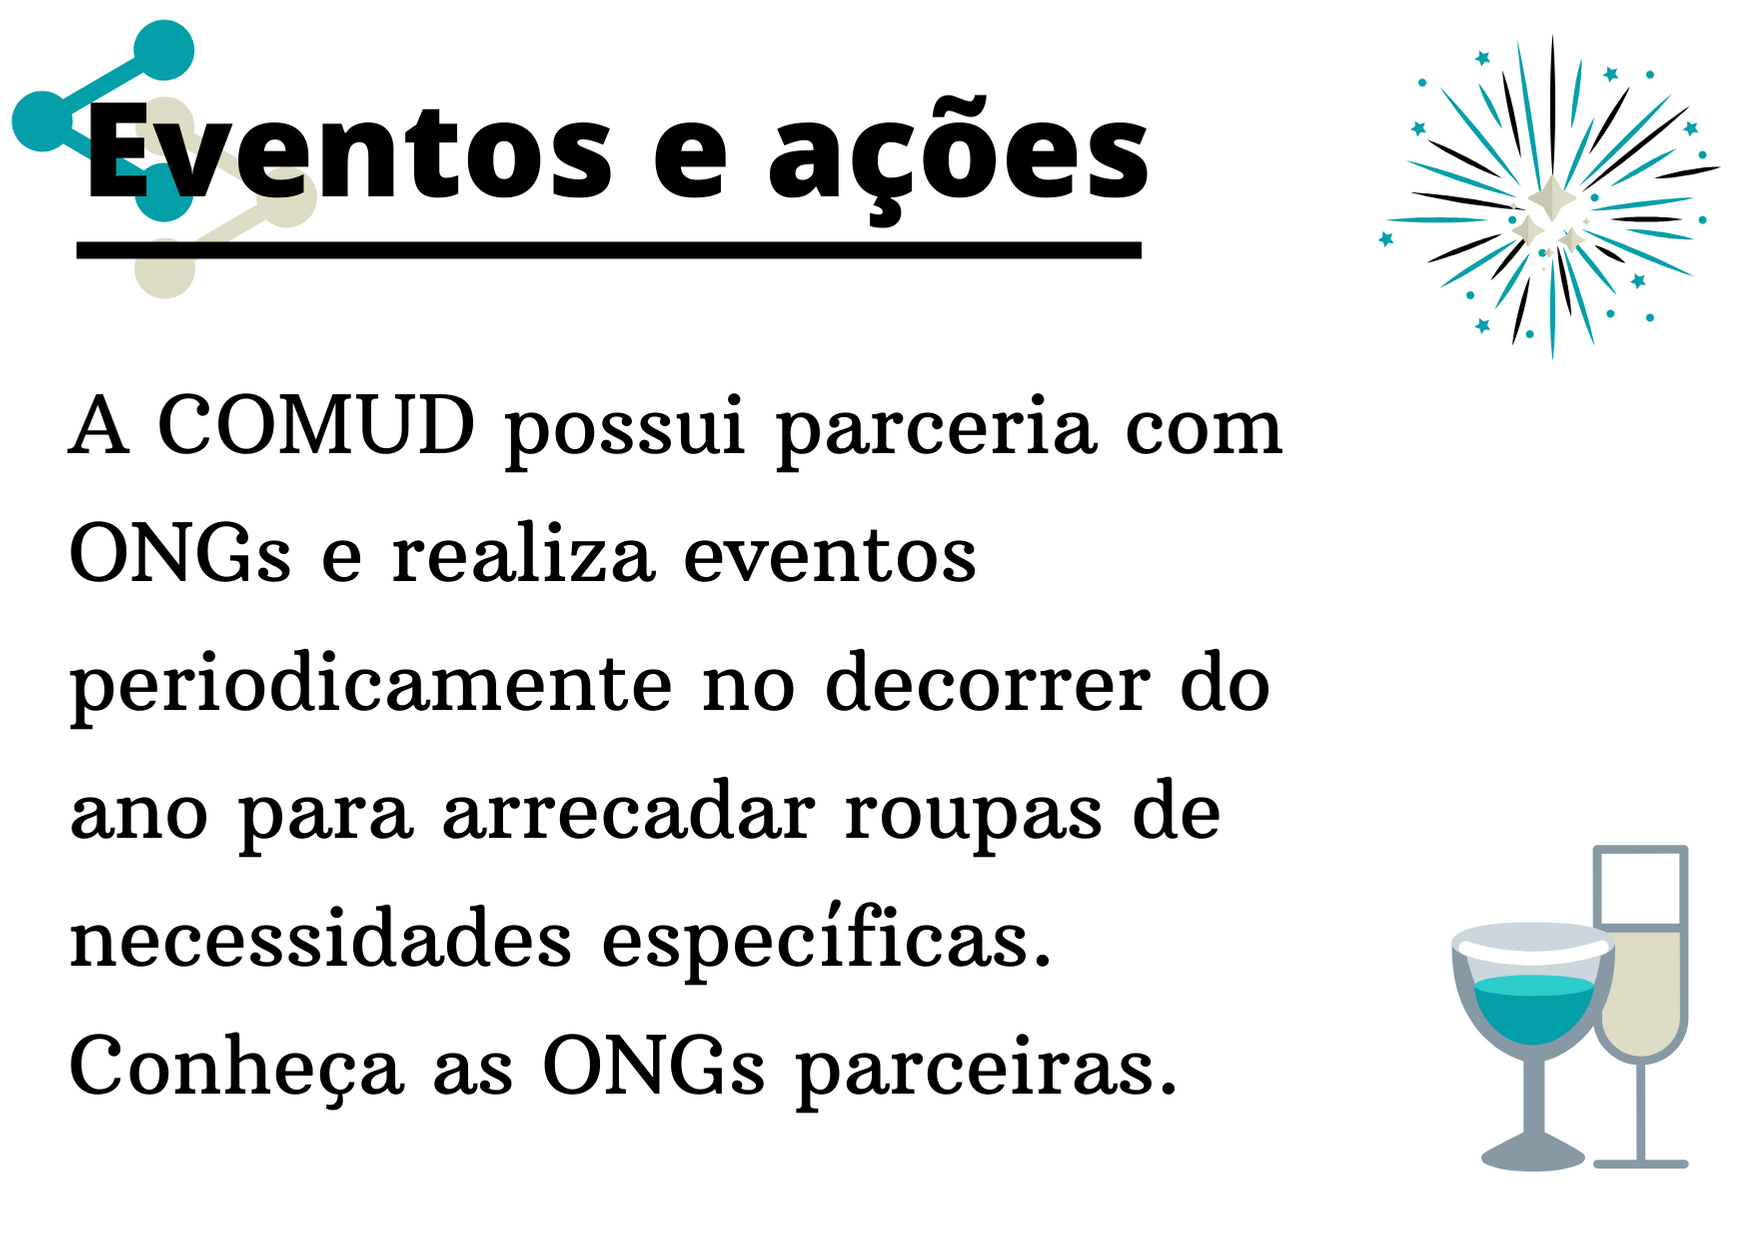 Eventos e ações
A COMUD possui parceria com
ONGs e realiza eventos
periodicamente no decorrer do
ano para arrecadar roupas de
necessidades específicas.
Conheça as ONGs parceiras.